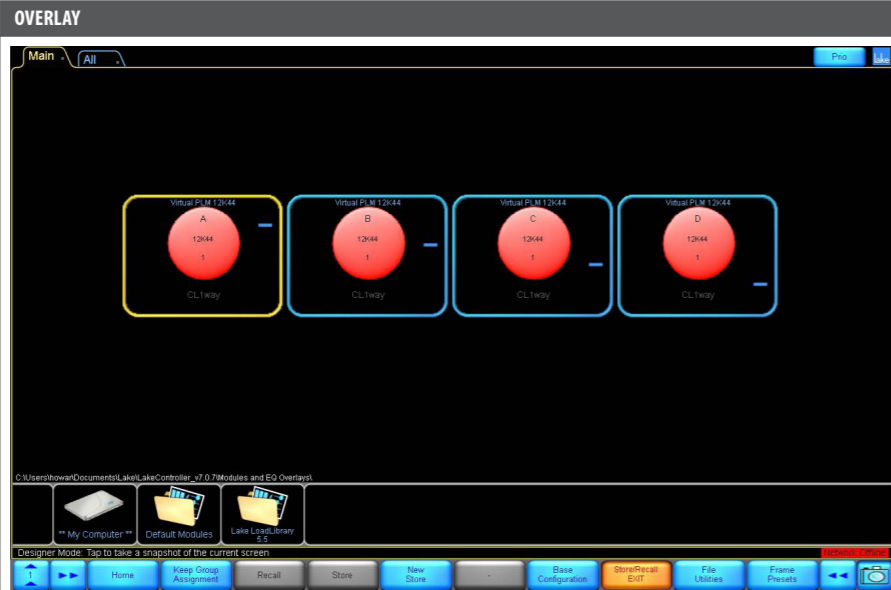 OVERLAY
Main
All
Prio
lake
Virtual PLM 12K44
A
12K44
1
CL1way
Virtual PLM 12K44
B
12K44
1
CL1way
Virtual PLM 12K44
C
12K44
1
CL1way
Virtual PLM 12K44
D
12K44
1
CL1way
C:\Users\howar\Documents\Lake\LakeController_v7.0.7\Modules and EQ Overlays\
** My Computer **
Default Modules
Lake LoadLibrary
5.5
Designer Mode: Tap to take a snapshot of the current screen
Network Offline
1
Home
Keep Group
Assignment
Recall
Store
New
Store
-
Base
Configuration
Store/Recall
EXIT
File
Utilities
Frame
Presets